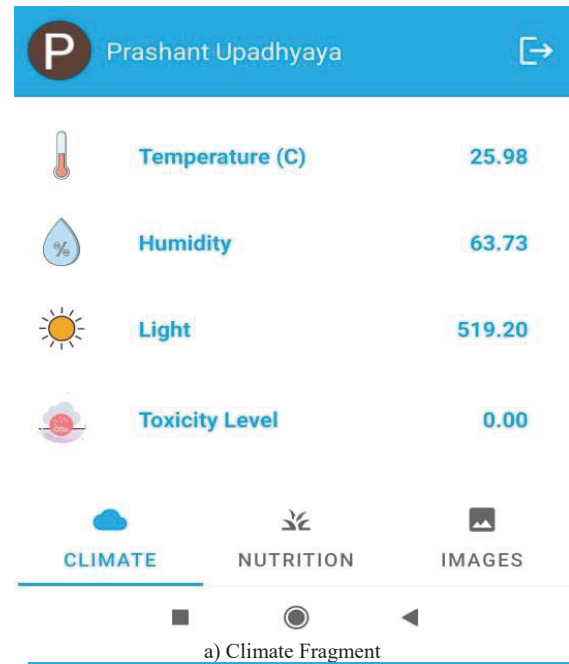 P Prashant Upadhyaya
Temperature (C) 25.98
% Humidity 63.73
Light 519.20
Toxicity Level 0.00
CLIMATE NUTRITION IMAGES
a) Climate Fragment